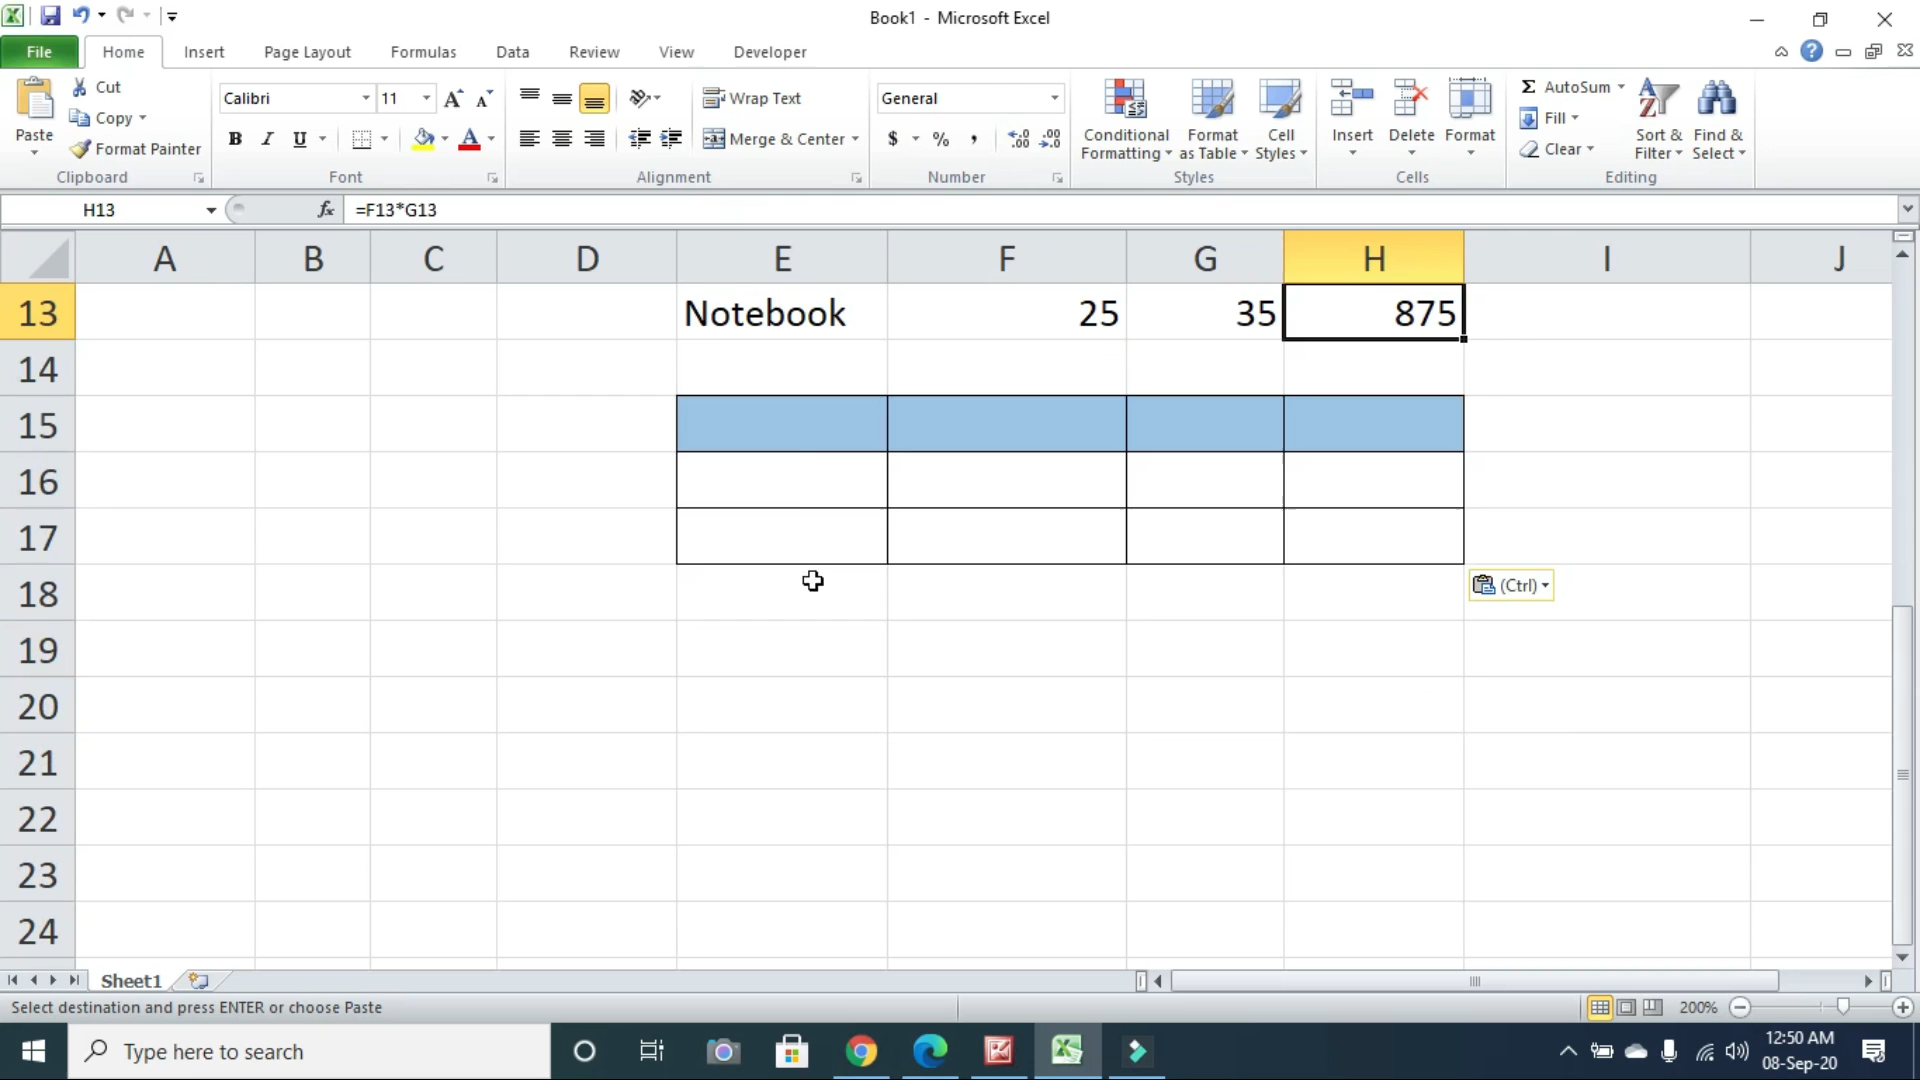 Book1 - Microsoft Excel
File Home Insert Page Layout Formulas Data Review View Developer
Paste
Cut
Copy
Format Painter
Clipboard
Calibri 11
B I U
Font
Wrap Text
Merge & Center
Alignment
General
$ % ,
Number
Conditional Formatting
Format as Table
Cell Styles
Styles
Insert
Delete
Format
Cells
AutoSum
Fill
Clear
Sort & Filter
Find & Select
Editing
H13 fx =F13*G13
A B C D E F G H I J
13 Notebook 25 35 875
14
15
16
17
18 (Ctrl)
19
20
21
22
23
24
Sheet1
Select destination and press ENTER or choose Paste 200%
Type here to search
12:50 AM
08-Sep-20